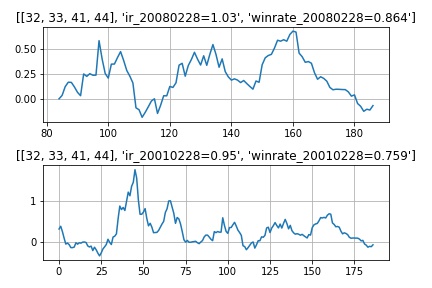 [[32, 33, 41, 44], 'ir_20080228=1.03', 'winrate_20080228=0.864']
0.50
0.25
0.00
80 100 120 140 160 180
[[32, 33, 41, 44], 'ir_20010228=0.95', 'winrate_20010228=0.759']
1
0
0 25 50 75 100 125 150 175